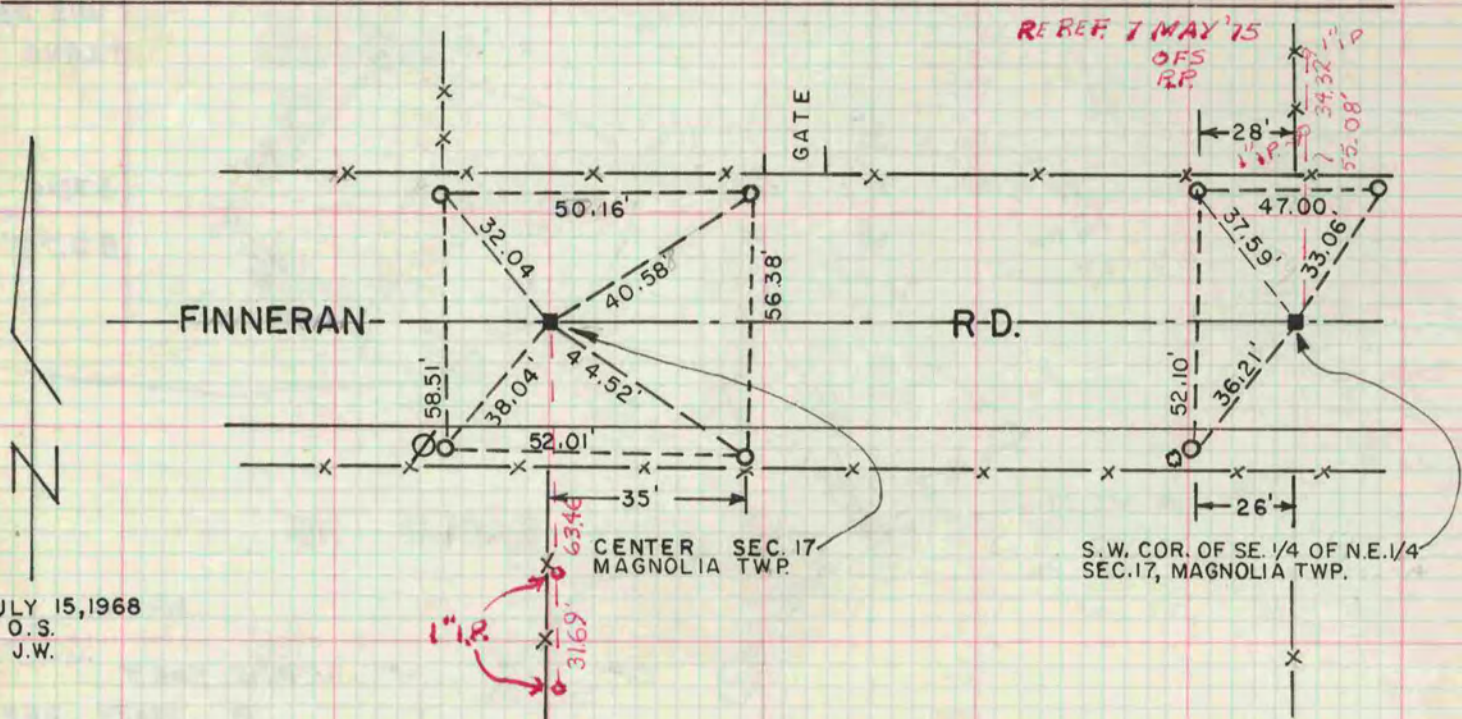 RE REF. 7 MAY '75
OFS
R.P.
1" I.P.
34.32'
55.08'
GATE
28'
1" I.P.
50.16'
47.00'
32.04
40.58'
37.59'
33.06'
56.38'
FINNERAN RD.
58.51'
38.04'
44.52'
52.10'
36.21'
52.01'
N
35'
26'
63.46
CENTER SEC. 17
MAGNOLIA TWP.
S.W. COR. OF SE. 1/4 OF N.E. 1/4
SEC. 17, MAGNOLIA TWP.
ULY 15, 1968
O.S.
J.W.
1" I.P.
31.69'